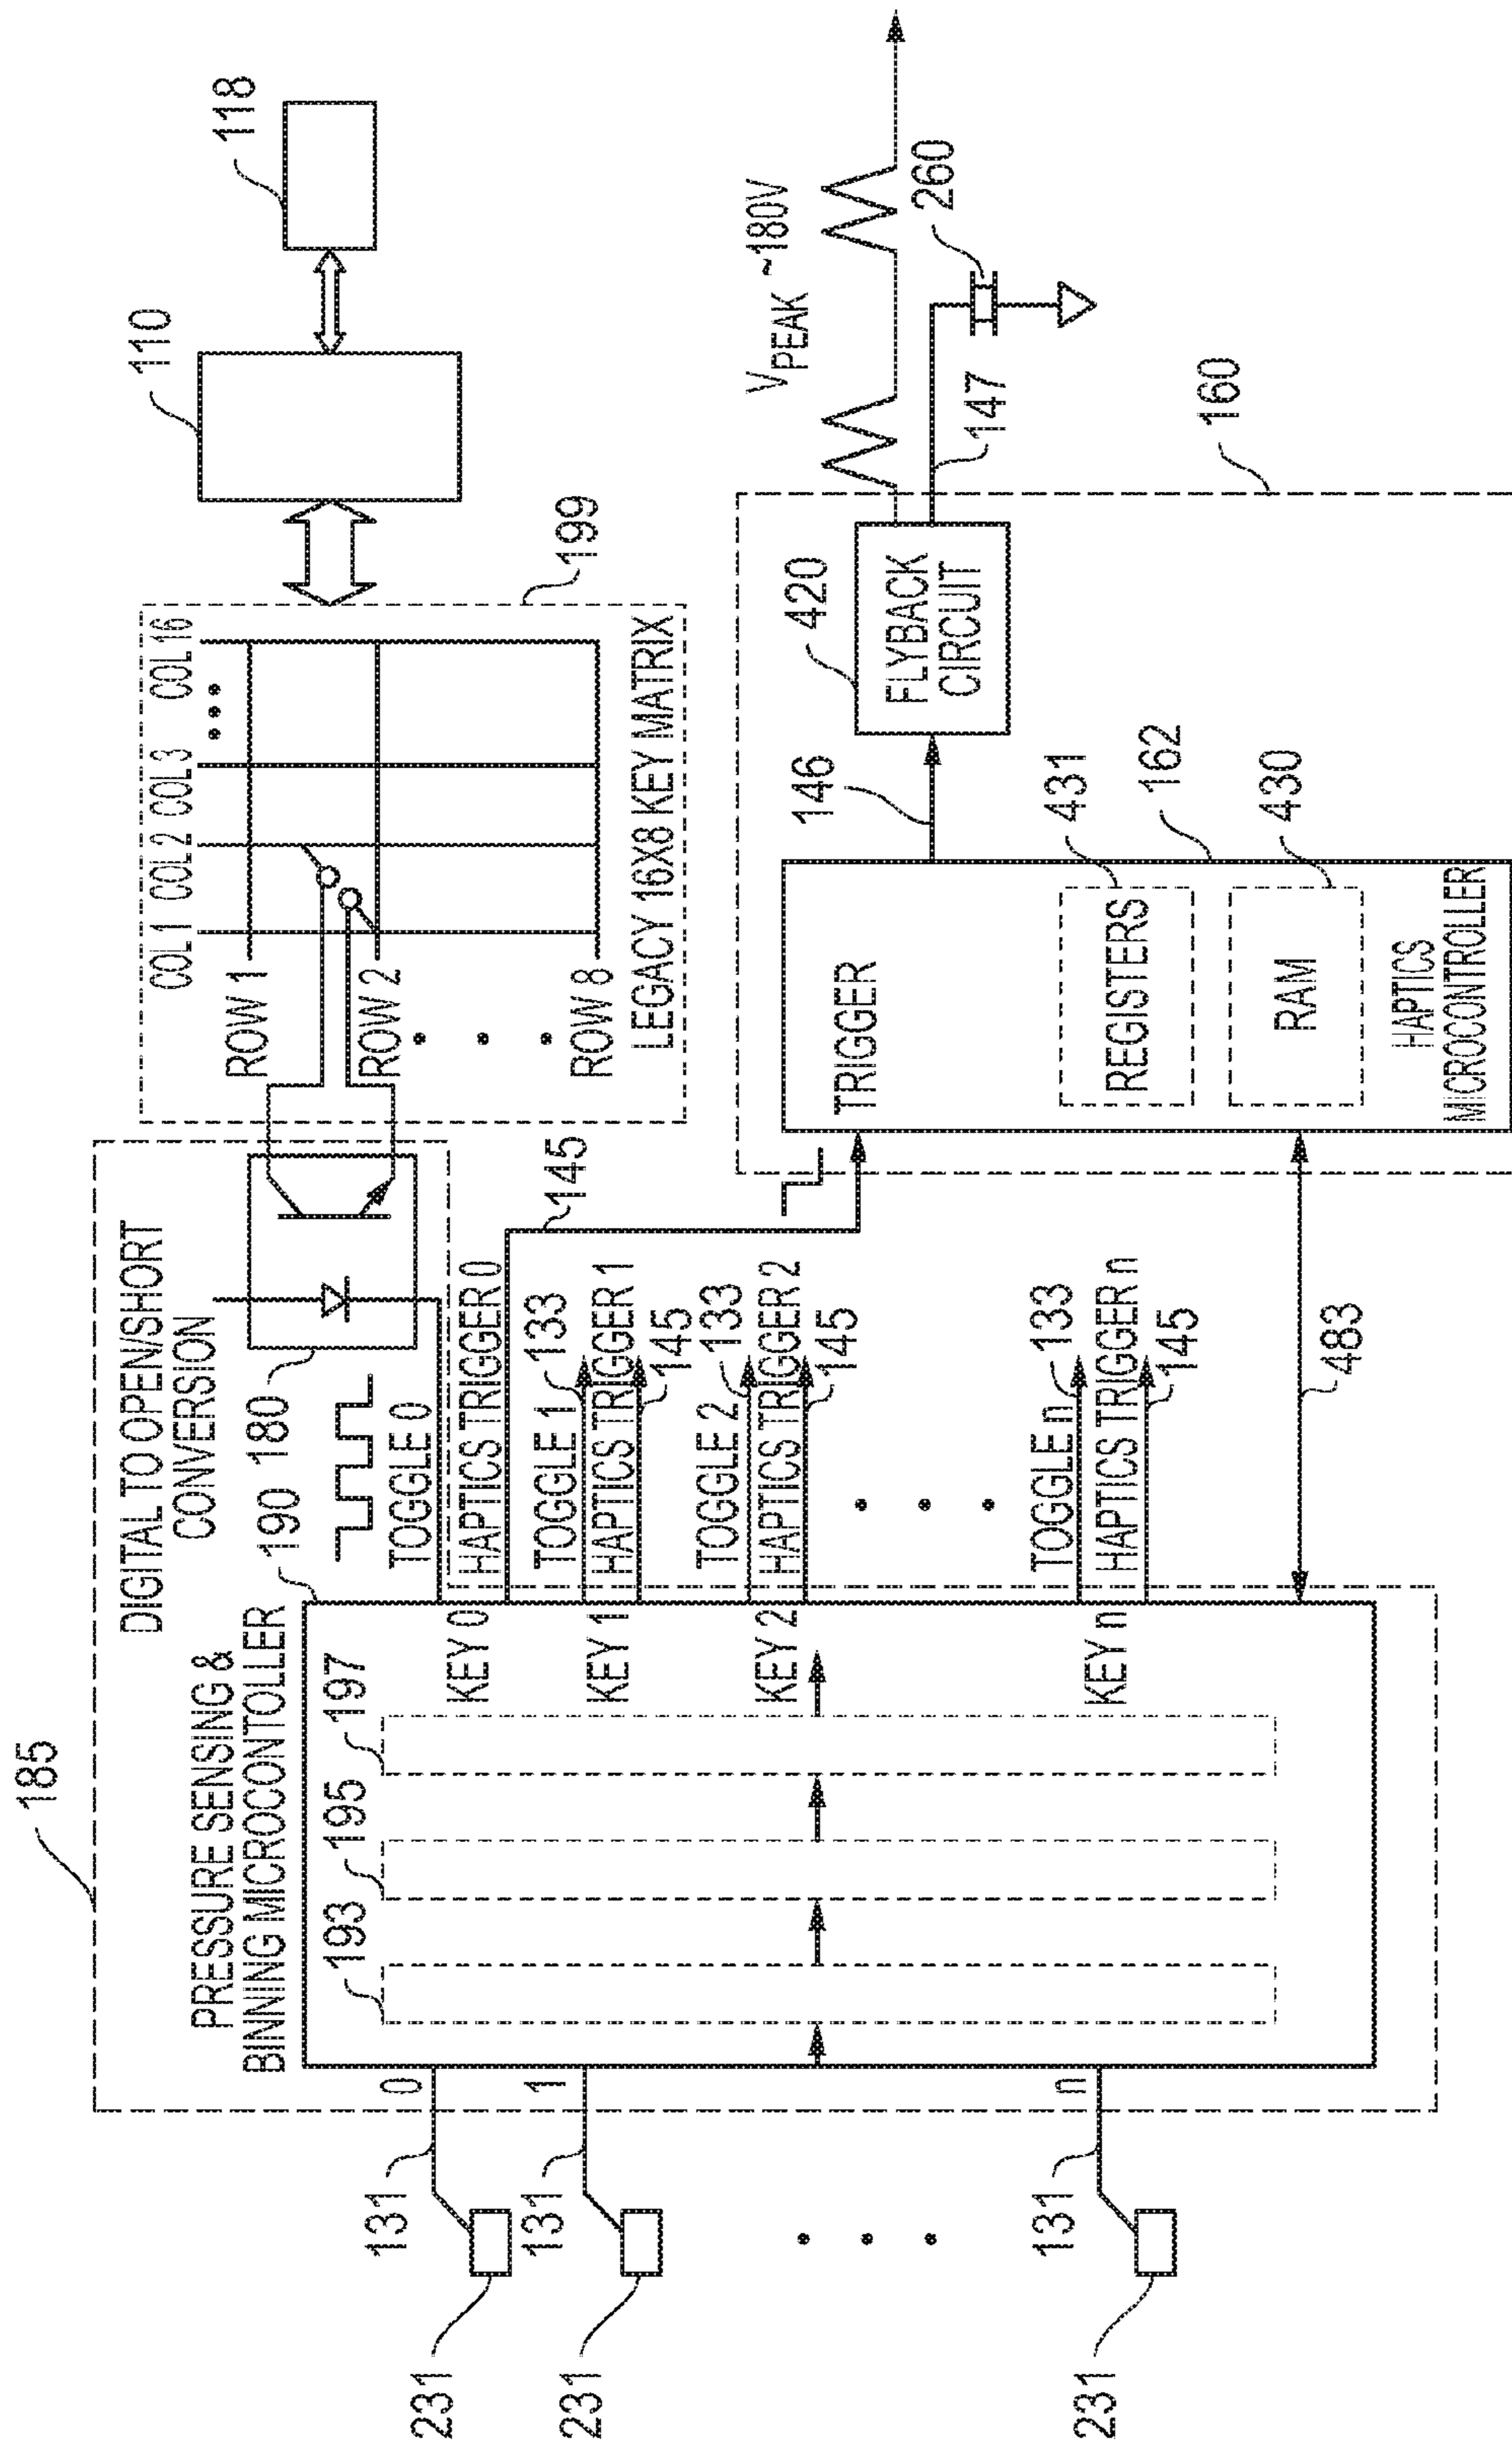 185
DIGITAL TO OPEN/SHORT
CONVERSION
PRESSURE SENSING &
BINNING MICROCONTOLLER
190
180
193
195
197
TOGGLE 0
KEY 0
HAPTICS TRIGGER 0
145
TOGGLE 1
133
KEY 1
HAPTICS TRIGGER 1
145
TOGGLE 2
133
KEY 2
HAPTICS TRIGGER 2
145
TOGGLE n
133
KEY n
HAPTICS TRIGGER n
145
483
0
131
231
1
131
231
n
131
231
COL 1 COL 2 COL 3 COL 16
ROW 1
ROW 2
ROW 8
LEGACY 16X8 KEY MATRIX
199
110
118
TRIGGER
REGISTERS
431
RAM
430
HAPTICS
MICROCONTROLLER
162
146
420
FLYBACK
CIRCUIT
147
VPEAK ~180V
260
160